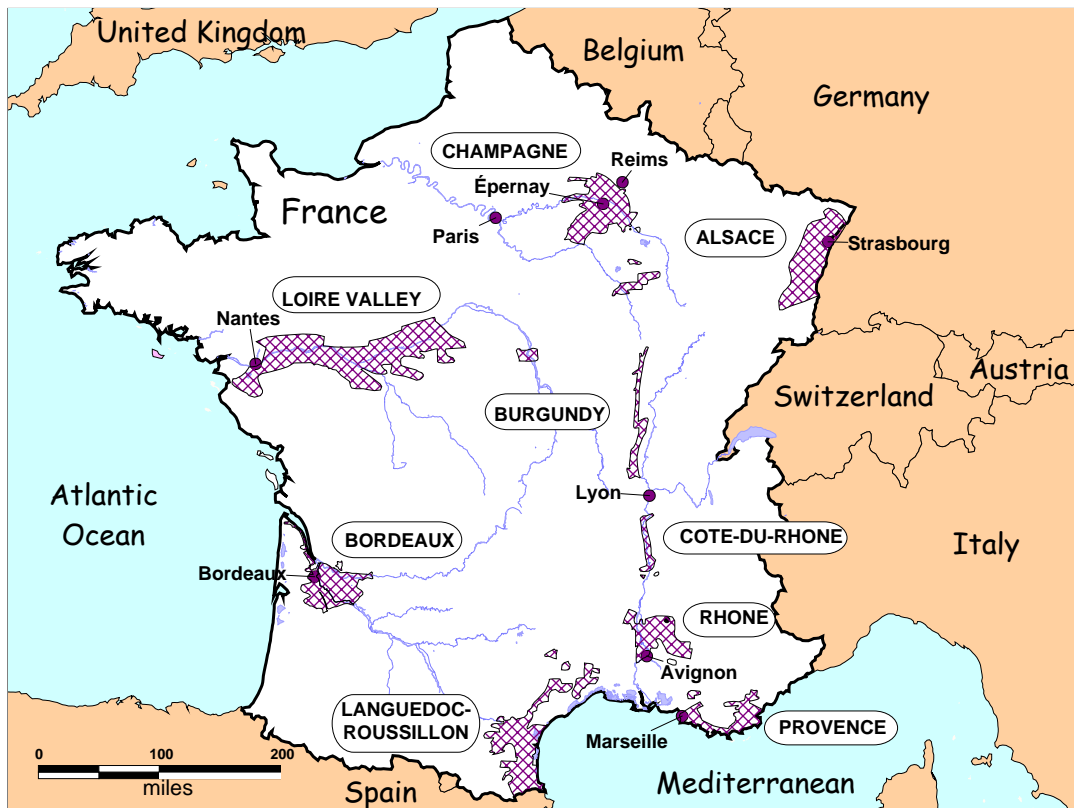 United Kingdom
Belgium
Germany
CHAMPAGNE
Reims
Épernay
France
Paris
ALSACE
Strasbourg
LOIRE VALLEY
Nantes
Austria
Switzerland
BURGUNDY
Atlantic
Ocean
Lyon
BORDEAUX
COTE-DU-RHONE
Italy
Bordeaux
RHONE
Avignon
LANGUEDOC-
ROUSSILLON
PROVENCE
Marseille
0 100 200
miles
Mediterranean
Spain